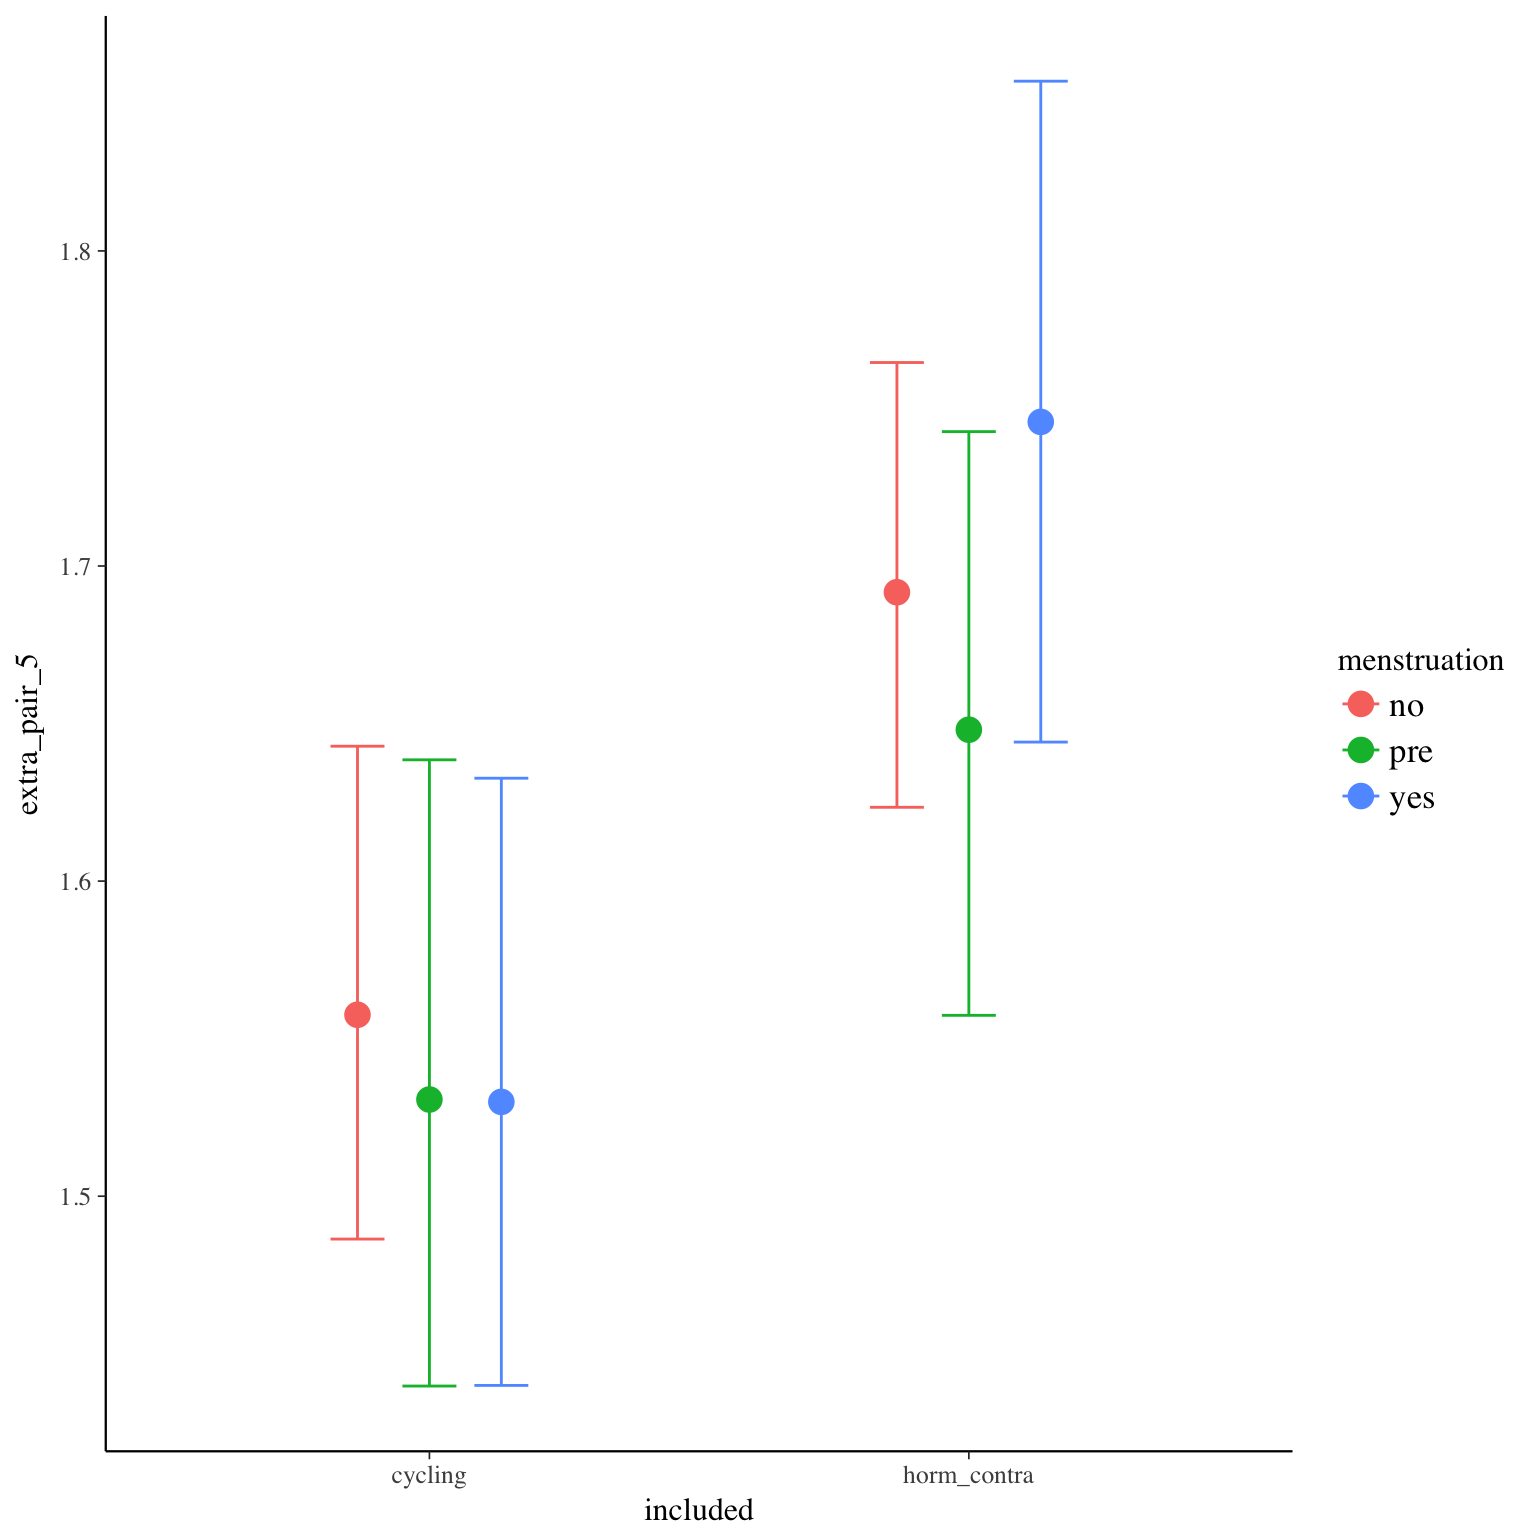 extra_pair_5
1.8
1.7
1.6
1.5
cycling
horm_contra
included
menstruation
no
pre
yes